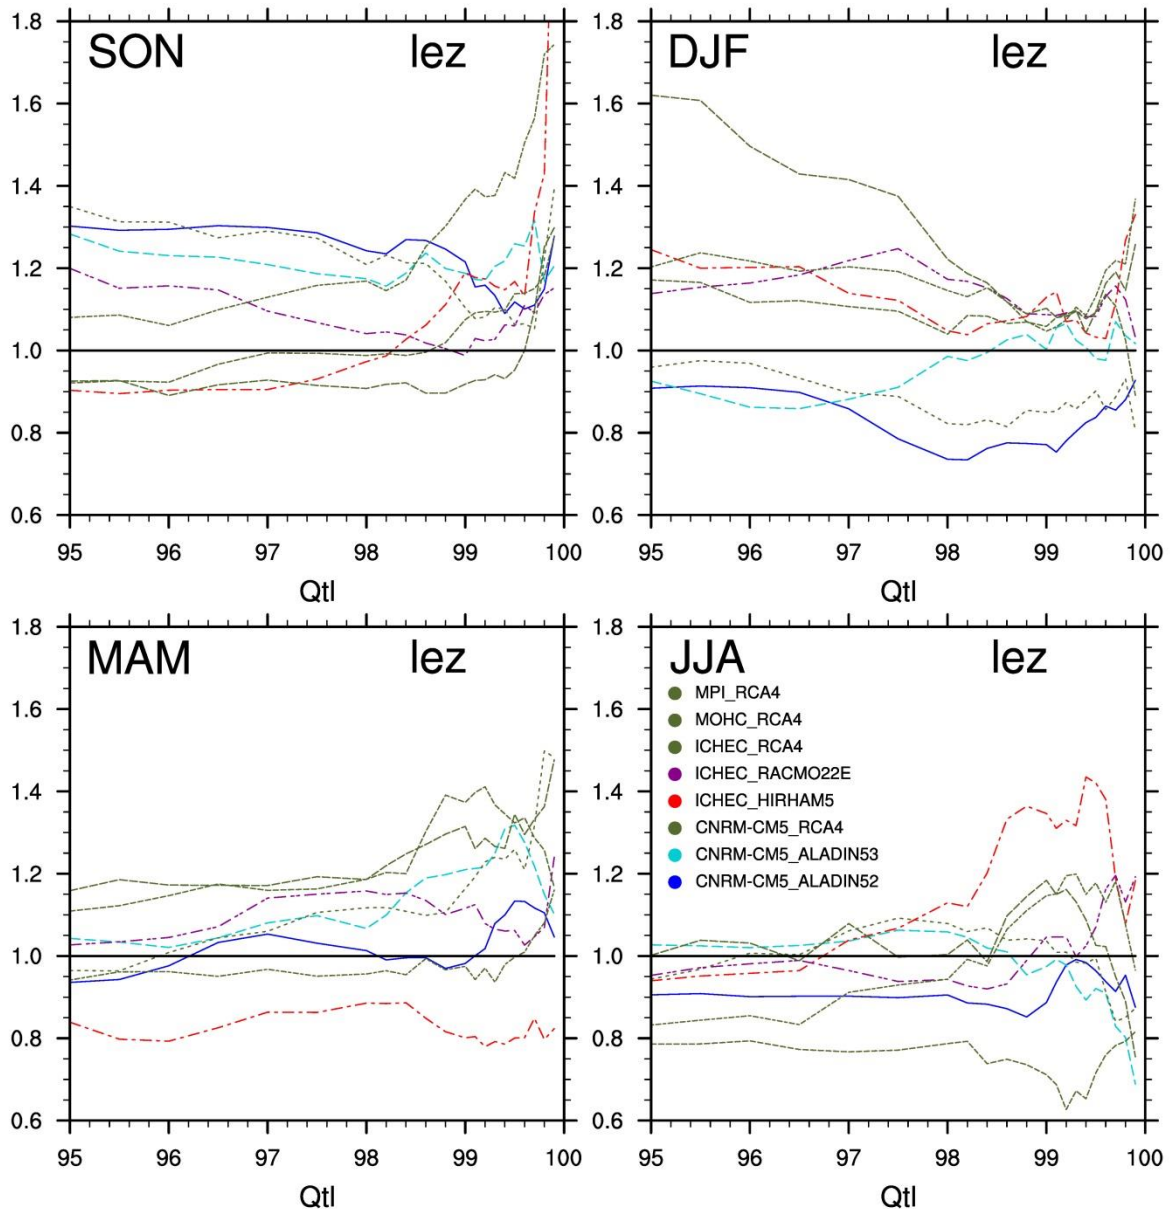 SON lez
1.8
1.6
1.4
1.2
1.0
0.8
0.6
95 96 97 98 99 100
Qtl
DJF lez
1.8
1.6
1.4
1.2
1.0
0.8
0.6
95 96 97 98 99 100
Qtl
MAM lez
1.8
1.6
1.4
1.2
1.0
0.8
0.6
95 96 97 98 99 100
Qtl
JJA lez
MPI_RCA4
MOHC_RCA4
ICHEC_RCA4
ICHEC_RACMO22E
ICHEC_HIRHAM5
CNRM-CM5_RCA4
CNRM-CM5_ALADIN53
CNRM-CM5_ALADIN52
1.8
1.6
1.4
1.2
1.0
0.8
0.6
95 96 97 98 99 100
Qtl